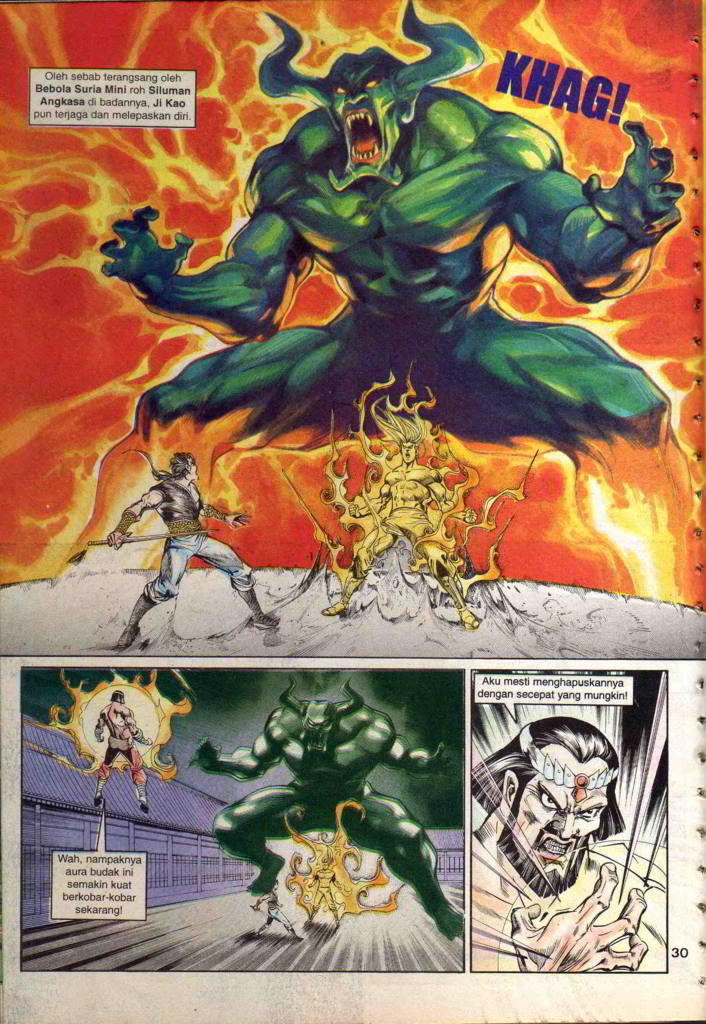 Oleh sebab terangsang oleh
Bebola Suria Mini roh Siluman
Angkasa di badannya, Ji Kao
pun terjaga dan melepaskan diri.
KHAG!
Wah, nampaknya
aura budak ini
semakin kuat
berkobar-kobar
sekarang!
Aku mesti menghapuskannya
dengan secepat yang mungkin!
30